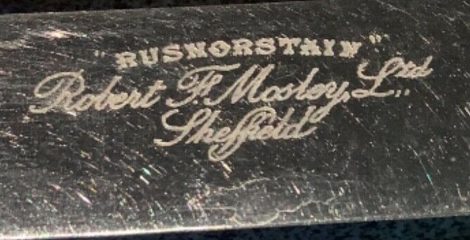 "RUSNORSTAIN"
Robert F. Mosley, Ltd.,
Sheffield